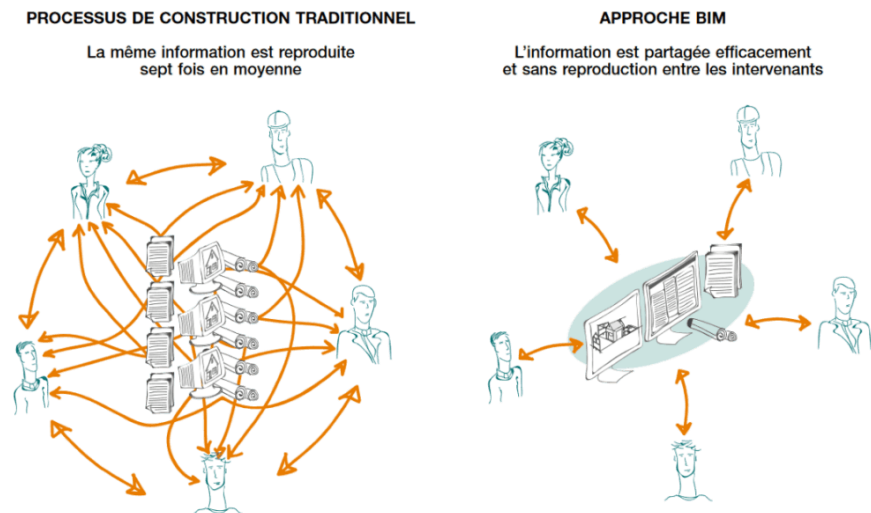 PROCESSUS DE CONSTRUCTION TRADITIONNEL
La même information est reproduite
sept fois en moyenne
APPROCHE BIM
L'information est partagée efficacement
et sans reproduction entre les intervenants